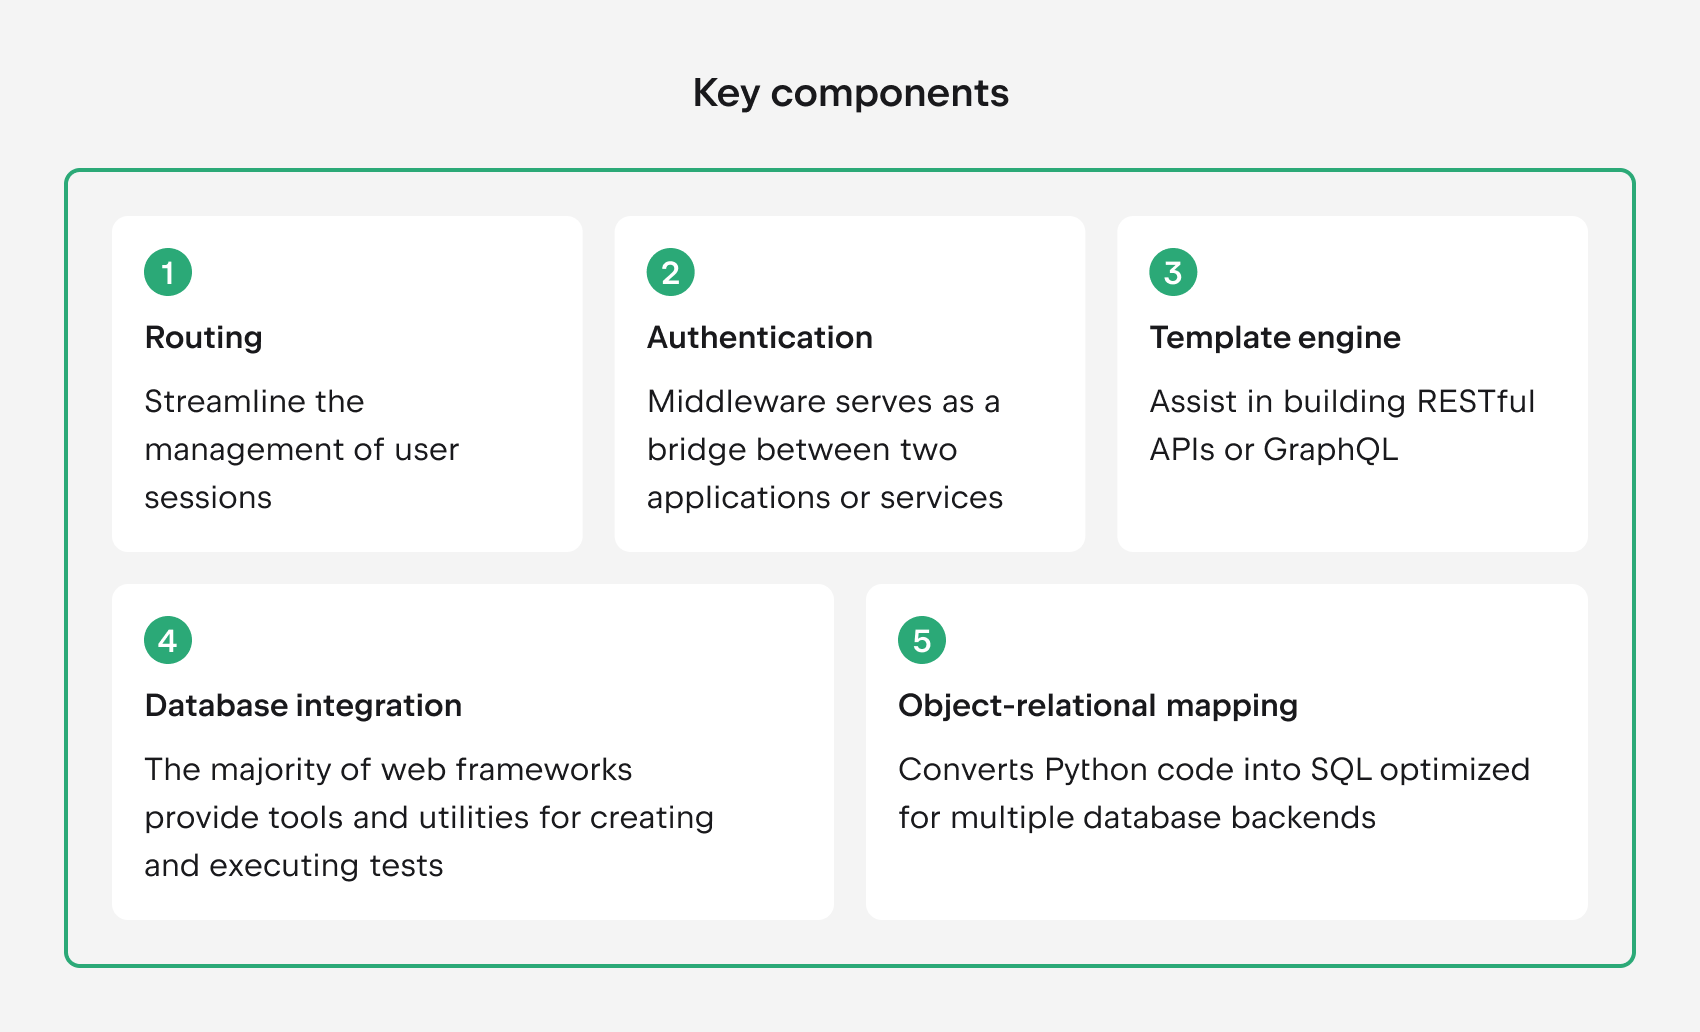 Key components
1
Routing
Streamline the
management of user
sessions
2
Authentication
Middleware serves as a
bridge between two
applications or services
3
Template engine
Assist in building RESTful
APIs or GraphQL
4
Database integration
The majority of web frameworks
provide tools and utilities for creating
and executing tests
5
Object-relational mapping
Converts Python code into SQL optimized
for multiple database backends